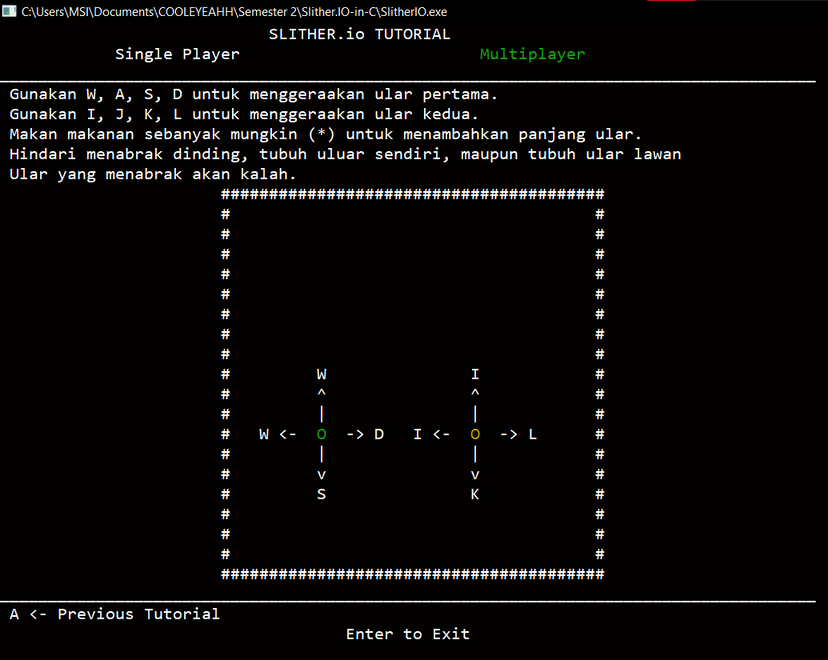 C:\Users\MSI\Documents\COOLEYEAHH\Semester 2\Slither.IO-in-C\SlitherIO.exe
SLITHER.io TUTORIAL
Single Player Multiplayer
Gunakan W, A, S, D untuk menggeraakan ular pertama.
Gunakan I, J, K, L untuk menggeraakan ular kedua.
Makan makanan sebanyak mungkin (*) untuk menambahkan panjang ular.
Hindari menabrak dinding, tubuh uluar sendiri, maupun tubuh ular lawan
Ular yang menabrak akan kalah.
########################################
# #
# #
# #
# #
# #
# #
# #
# #
# W I #
# ^ ^ #
# | | #
# W <- O -> D I <- O -> L #
# | | #
# v v #
# S K #
# #
# #
# #
########################################
A <- Previous Tutorial
Enter to Exit